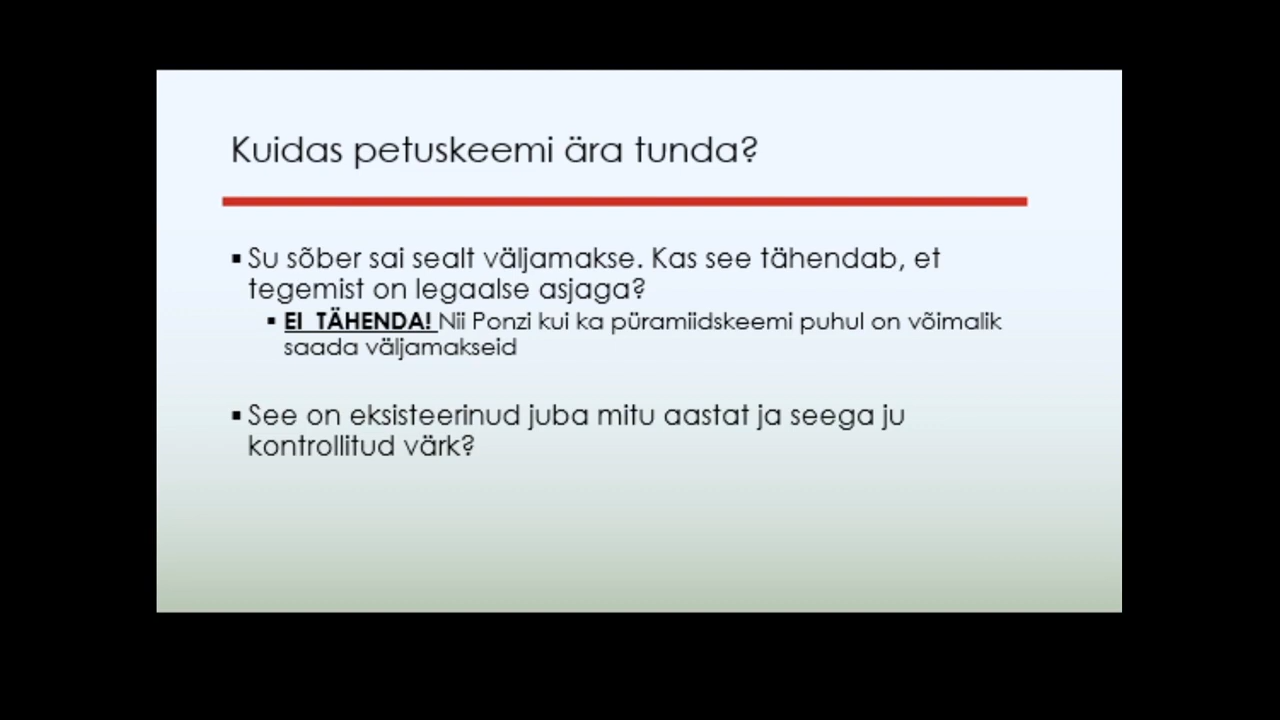 Kuidas petuskeemi ära tunda?
▪ Su sõber sai sealt väljamakse. Kas see tähendab, et
tegemist on legaalse asjaga?
▪ EI TÄHENDA! Nii Ponzi kui ka püramiidskeemi puhul on võimalik
saada väljamakseid
▪ See on eksisteerinud juba mitu aastat ja seega ju
kontrollitud värk?